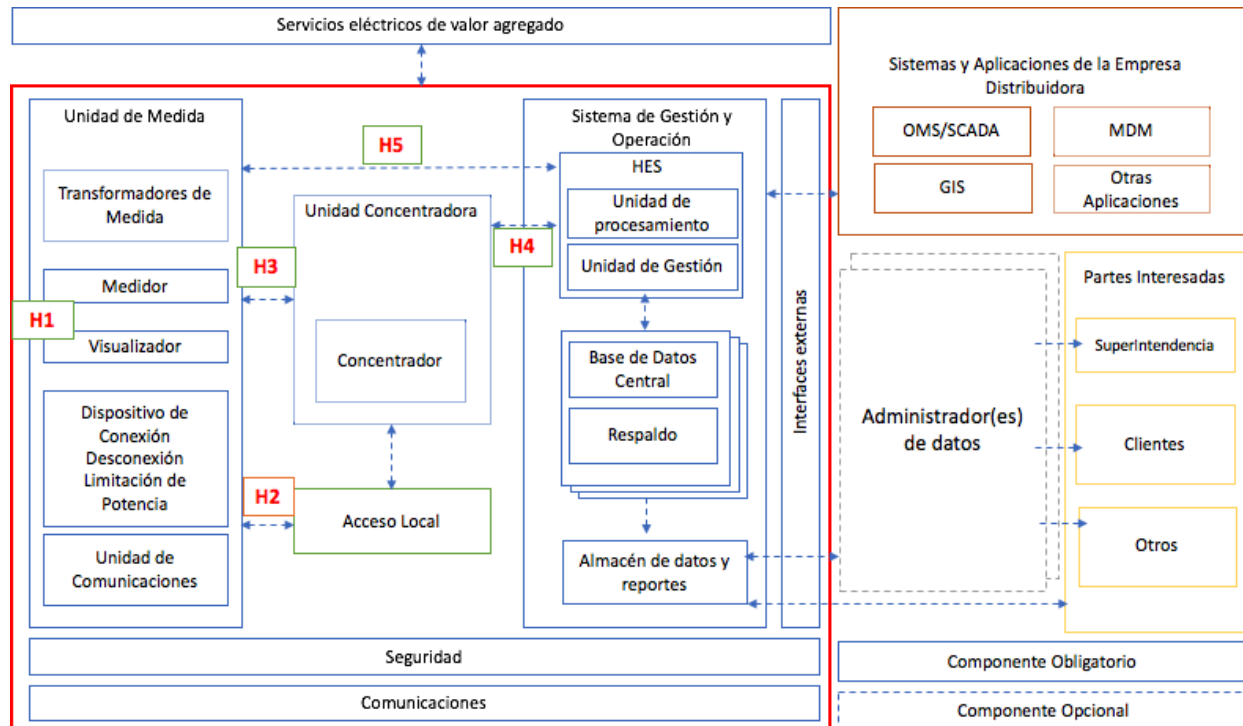 Servicios eléctricos de valor agregado
Unidad de Medida
Transformadores de
Medida
H3
H1
Medidor
Visualizador
Dispositivo de
Conexión
Desconexión
Limitación de
Potencia
H2
Unidad de
Comunicaciones
H5
Unidad Concentradora
H4
Concentrador
Acceso Local
Sistema de Gestión y
Operación
HES
Unidad de
procesamiento
Unidad de Gestión
Base de Datos
Central
Respaldo
Almacén de datos y
reportes
Interfaces externas
Seguridad
Comunicaciones
Sistemas y Aplicaciones de la Empresa
Distribuidora
OMS/SCADA
MDM
GIS
Otras
Aplicaciones
Administrador(es)
de datos
Partes Interesadas
SuperIntendencia
Clientes
Otros
Componente Obligatorio
Componente Opcional